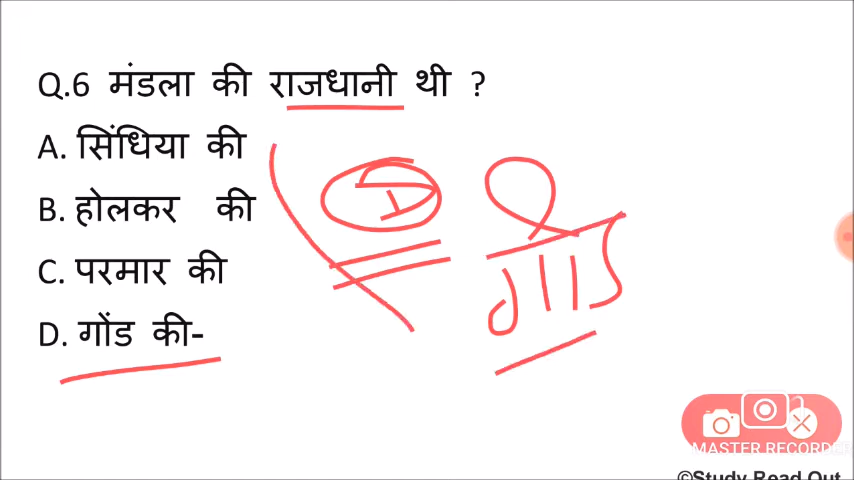 Q.6 मंडला की राजधानी थी ?
A. सिंधिया की
B. होलकर की
C. परमार की
D. गोंड की-
D
MASTER RECORDER
©Study Read Out